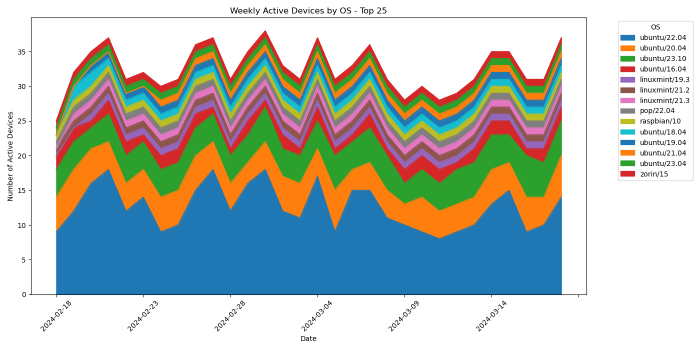 Weekly Active Devices by OS - Top 25
Number of Active Devices
35
30
25
20
15
10
5
0
2024-02-18
2024-02-23
2024-02-28
2024-03-04
2024-03-09
2024-03-14
Date
OS
ubuntu/22.04
ubuntu/20.04
ubuntu/23.10
ubuntu/16.04
linuxmint/19.3
linuxmint/21.2
linuxmint/21.3
pop/22.04
raspbian/10
ubuntu/18.04
ubuntu/19.04
ubuntu/21.04
ubuntu/23.04
zorin/15